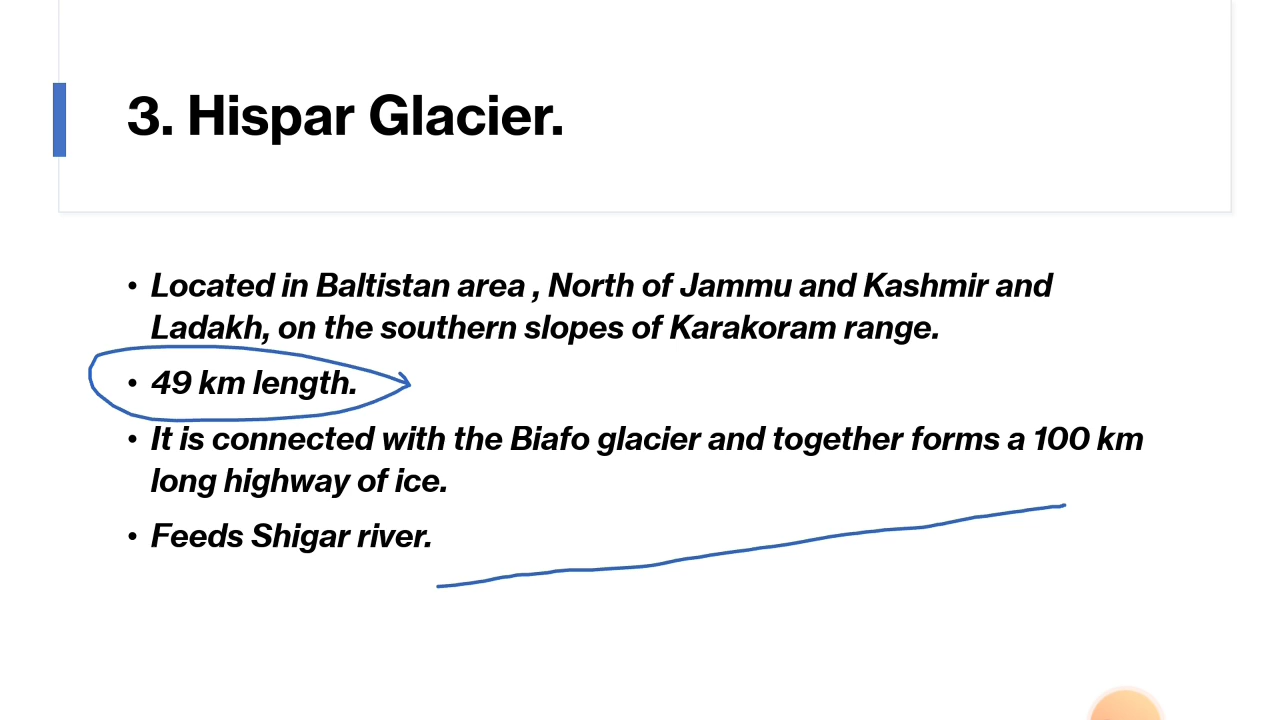 3. Hispar Glacier.
• Located in Baltistan area , North of Jammu and Kashmir and
Ladakh, on the southern slopes of Karakoram range.
• 49 km length.
• It is connected with the Biafo glacier and together forms a 100 km
long highway of ice.
• Feeds Shigar river.